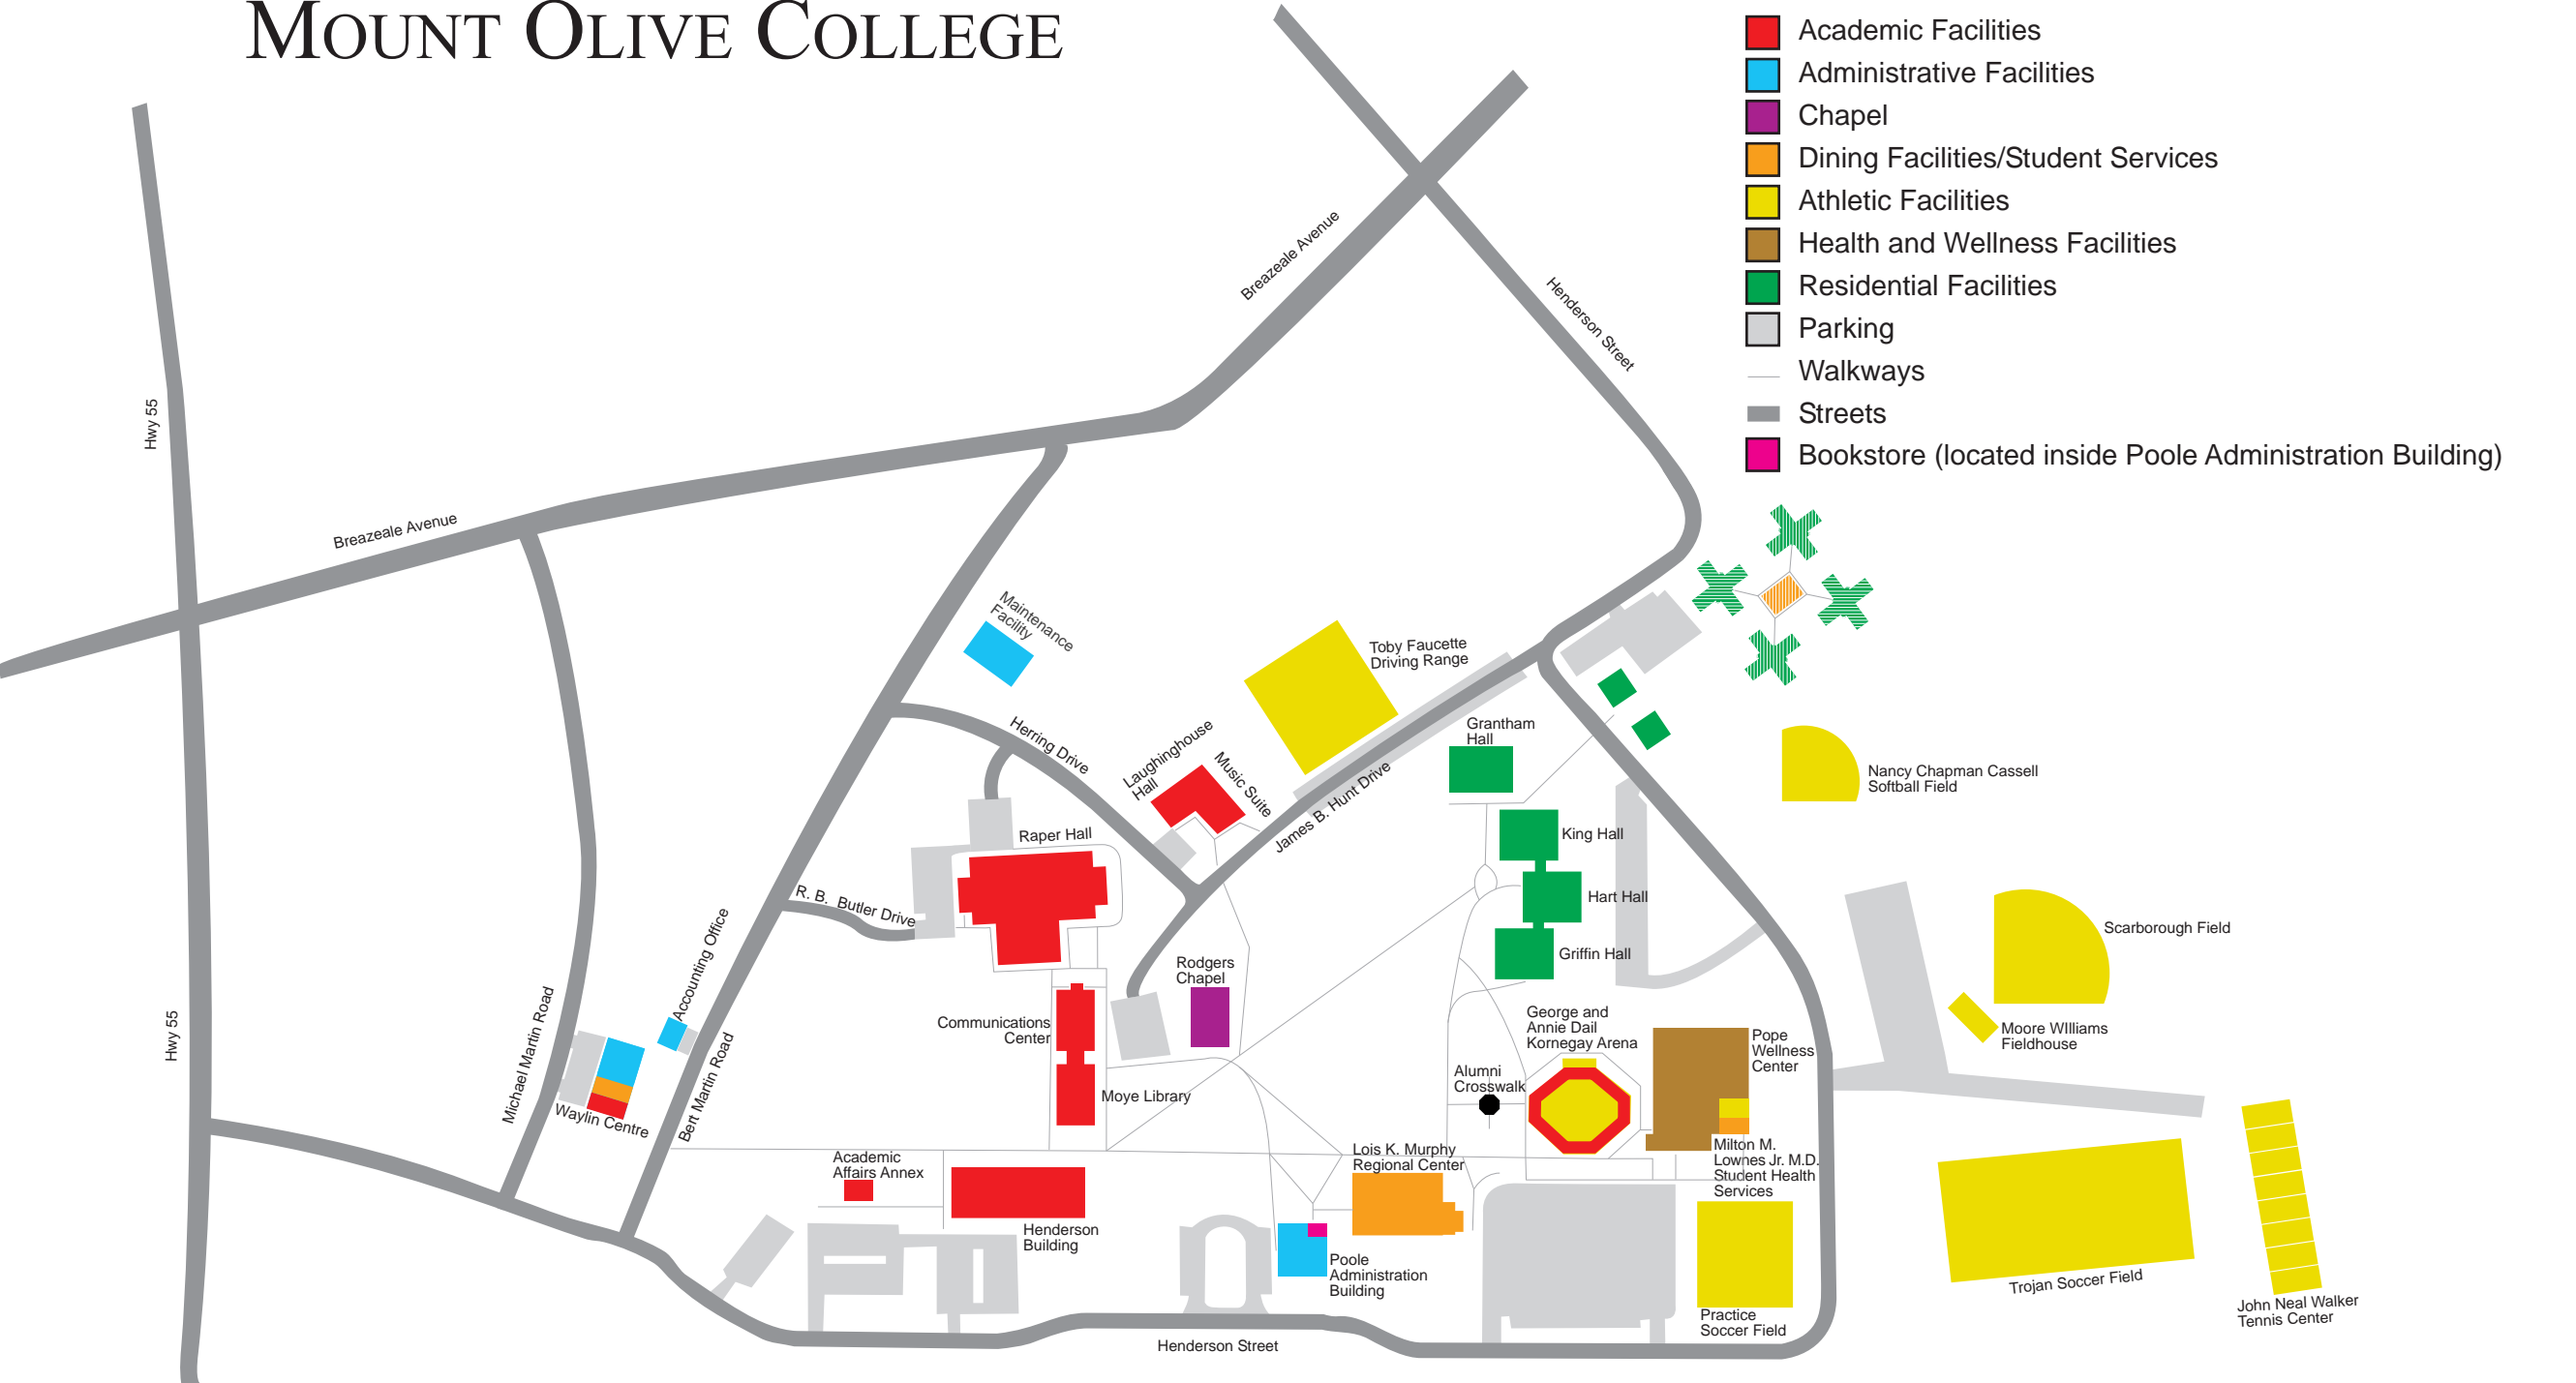 MOUNT OLIVE COLLEGE
Academic Facilities
Administrative Facilities
Chapel
Dining Facilities/Student Services
Athletic Facilities
Health and Wellness Facilities
Residential Facilities
Parking
Walkways
Streets
Bookstore (located inside Poole Administration Building)
Breazeale Avenue
Henderson Street
Hwy 55
Breazeale Avenue
Maintenance
Facility
Toby Faucette
Driving Range
Herring Drive
Laughinghouse
Hall
Music Suite
James B. Hunt Drive
Grantham
Hall
Nancy Chapman Cassell
Softball Field
Raper Hall
King Hall
R. B. Butler Drive
Hart Hall
Griffin Hall
Scarborough Field
Accounting Office
Rodgers
Chapel
Communications
Center
George and
Annie Dail
Kornegay Arena
Pope
Wellness
Center
Moore WIlliams
Fieldhouse
Hwy 55
Michael Martin Road
Bert Martin Road
Waylin Centre
Moye Library
Alumni
Crosswalk
Academic
Affairs Annex
Lois K. Murphy
Regional Center
Milton M.
Lownes Jr. M.D.
Student Health
Services
Henderson
Building
Poole
Administration
Building
Practice
Soccer Field
Trojan Soccer Field
John Neal Walker
Tennis Center
Henderson Street